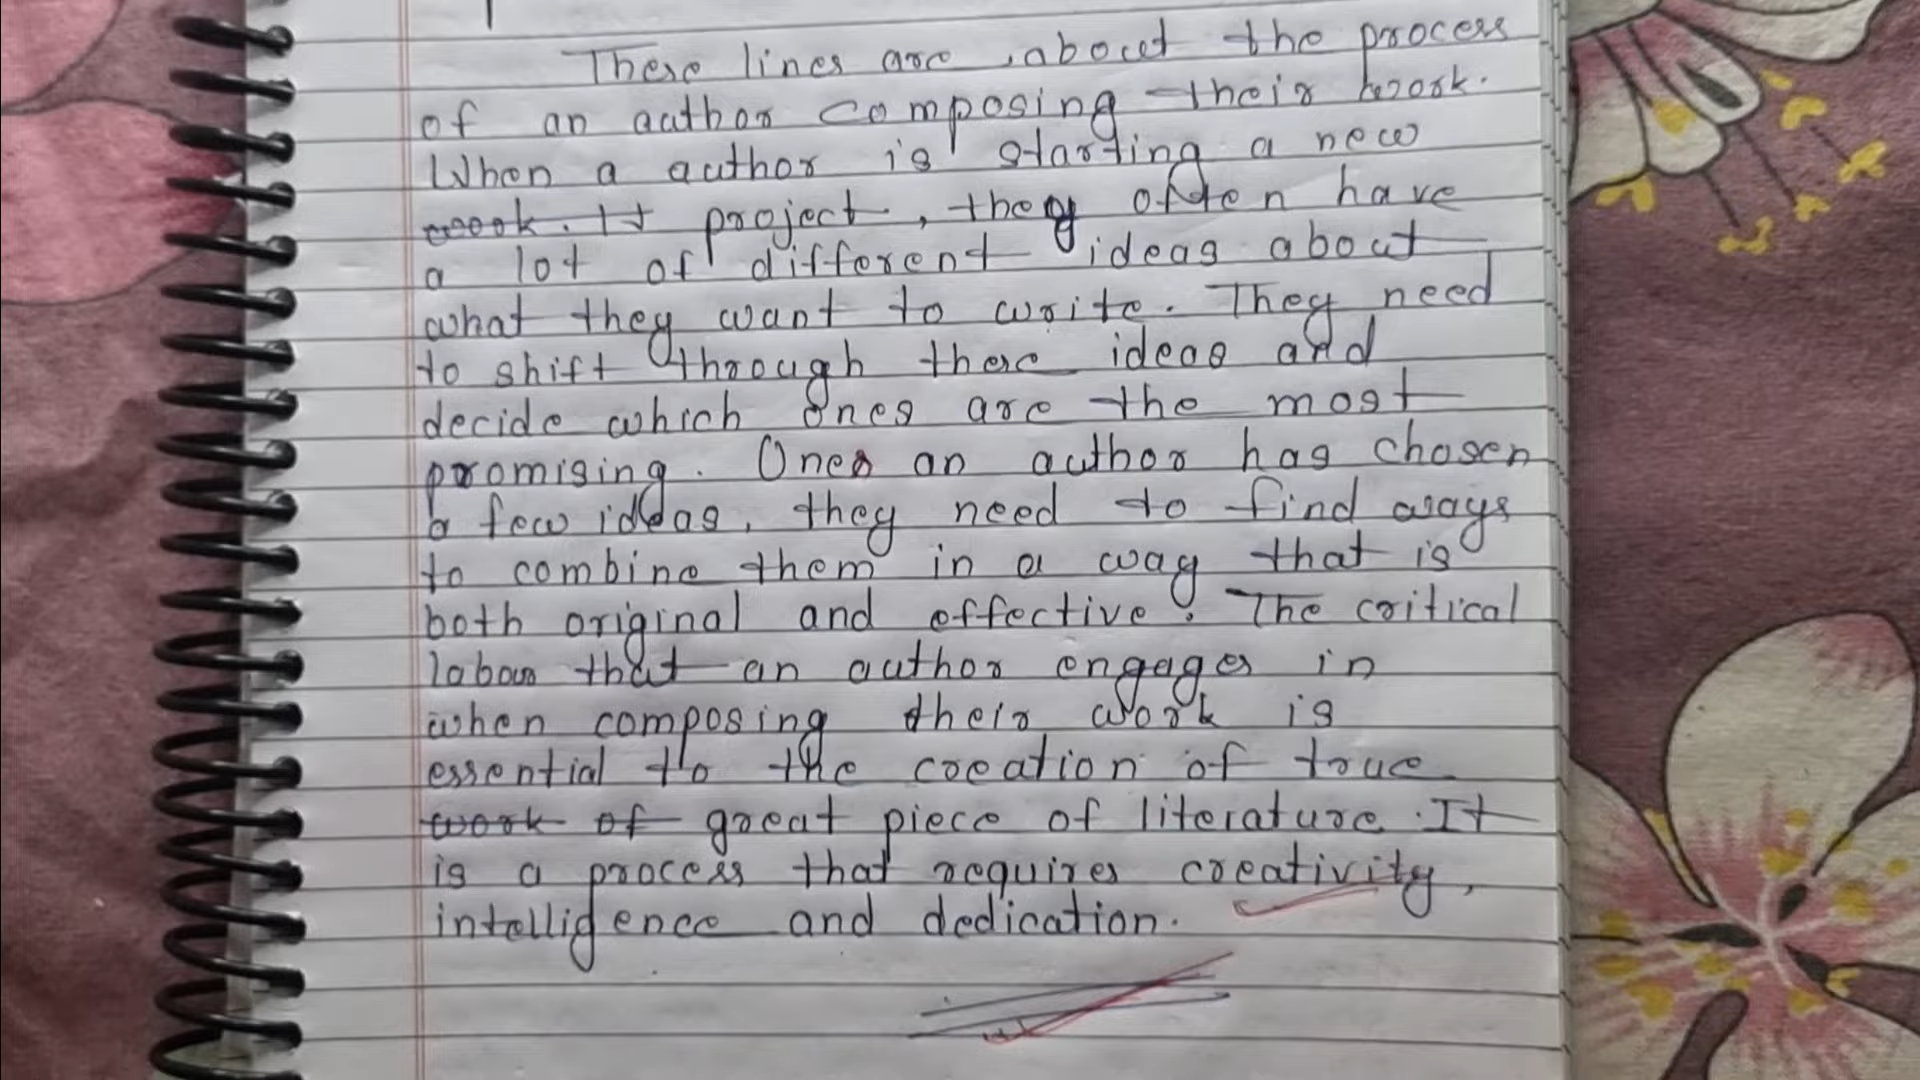 These lines are about the process
of an author composing their work.
When a author is starting a new
work. It project, they often have
a lot of different ideas about
what they want to write. They need
to shift through these ideas and
decide which ones are the most
promising. Ones an author has chosen
a few ideas, they need to find ways
to combine them in a way that is
both original and effective. The critical
labour that an author engages in
when composing their work is
essential to the creation of true
work of great piece of literature. It
is a process that requires creativity,
intelligence and dedication.